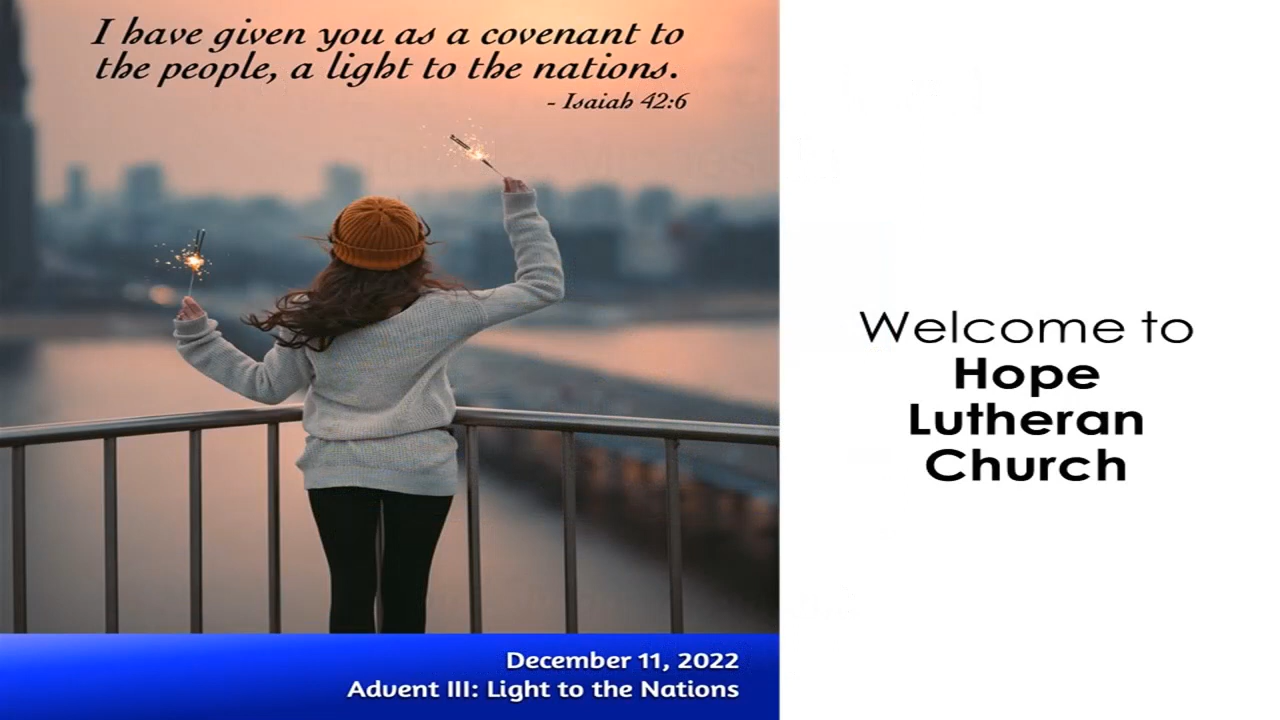 I have given you as a covenant to
the people, a light to the nations.
- Isaiah 42:6
December 11, 2022
Advent III: Light to the Nations
Welcome to
Hope
Lutheran
Church